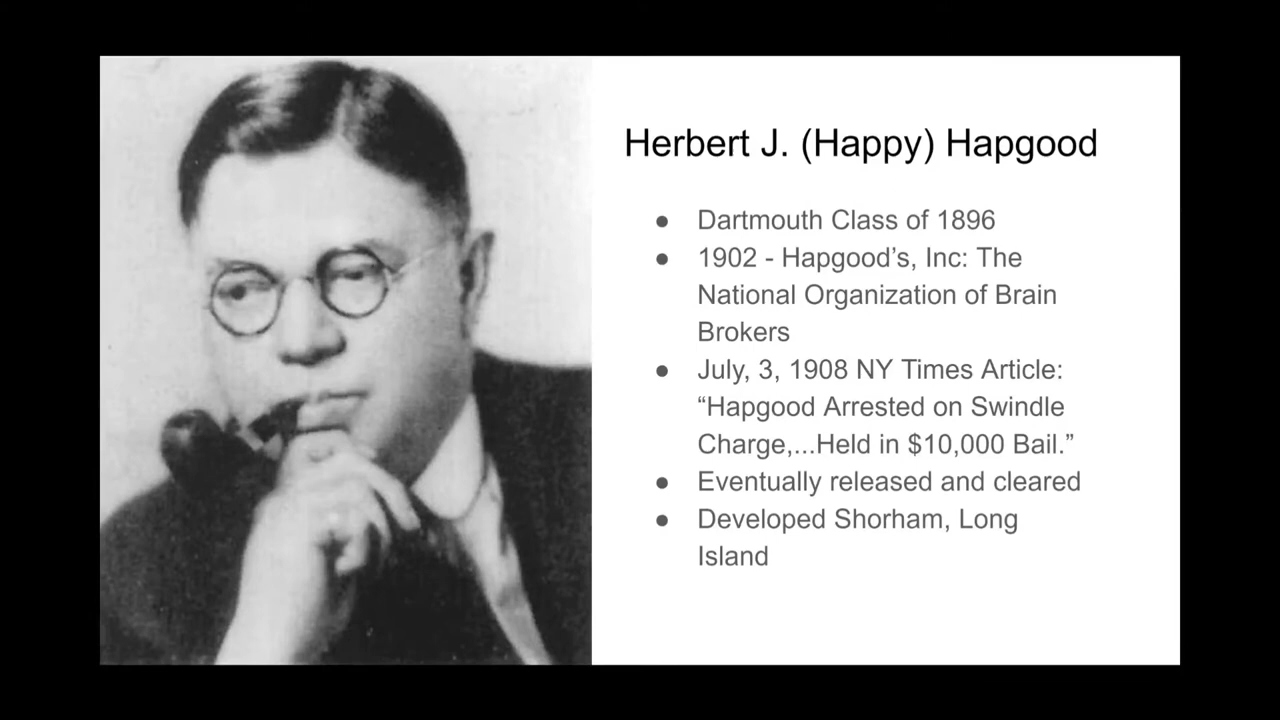 Herbert J. (Happy) Hapgood
● Dartmouth Class of 1896
● 1902 - Hapgood’s, Inc: The
National Organization of Brain
Brokers
● July, 3, 1908 NY Times Article:
“Hapgood Arrested on Swindle
Charge,...Held in $10,000 Bail.”
● Eventually released and cleared
● Developed Shorham, Long
Island